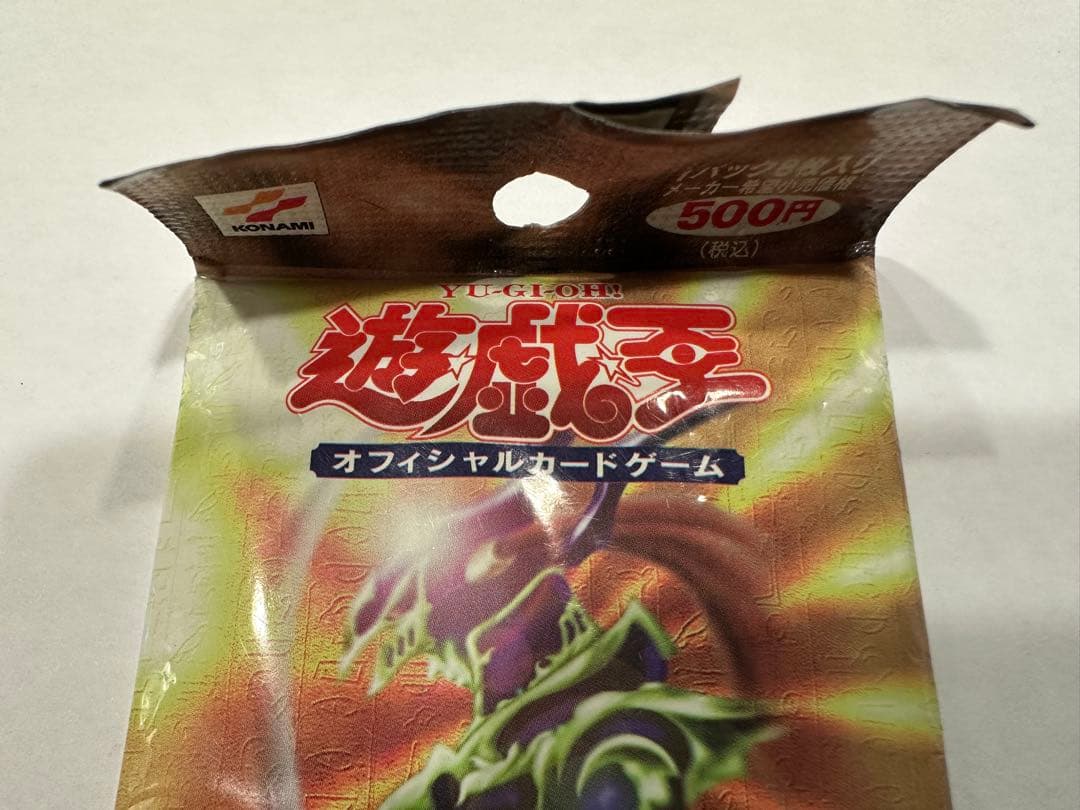 KONAMI
1パック8枚入り
メーカー希望小売価格
500円
(税込)
YU-GI-OH!
遊戯王
オフィシャルカードゲーム